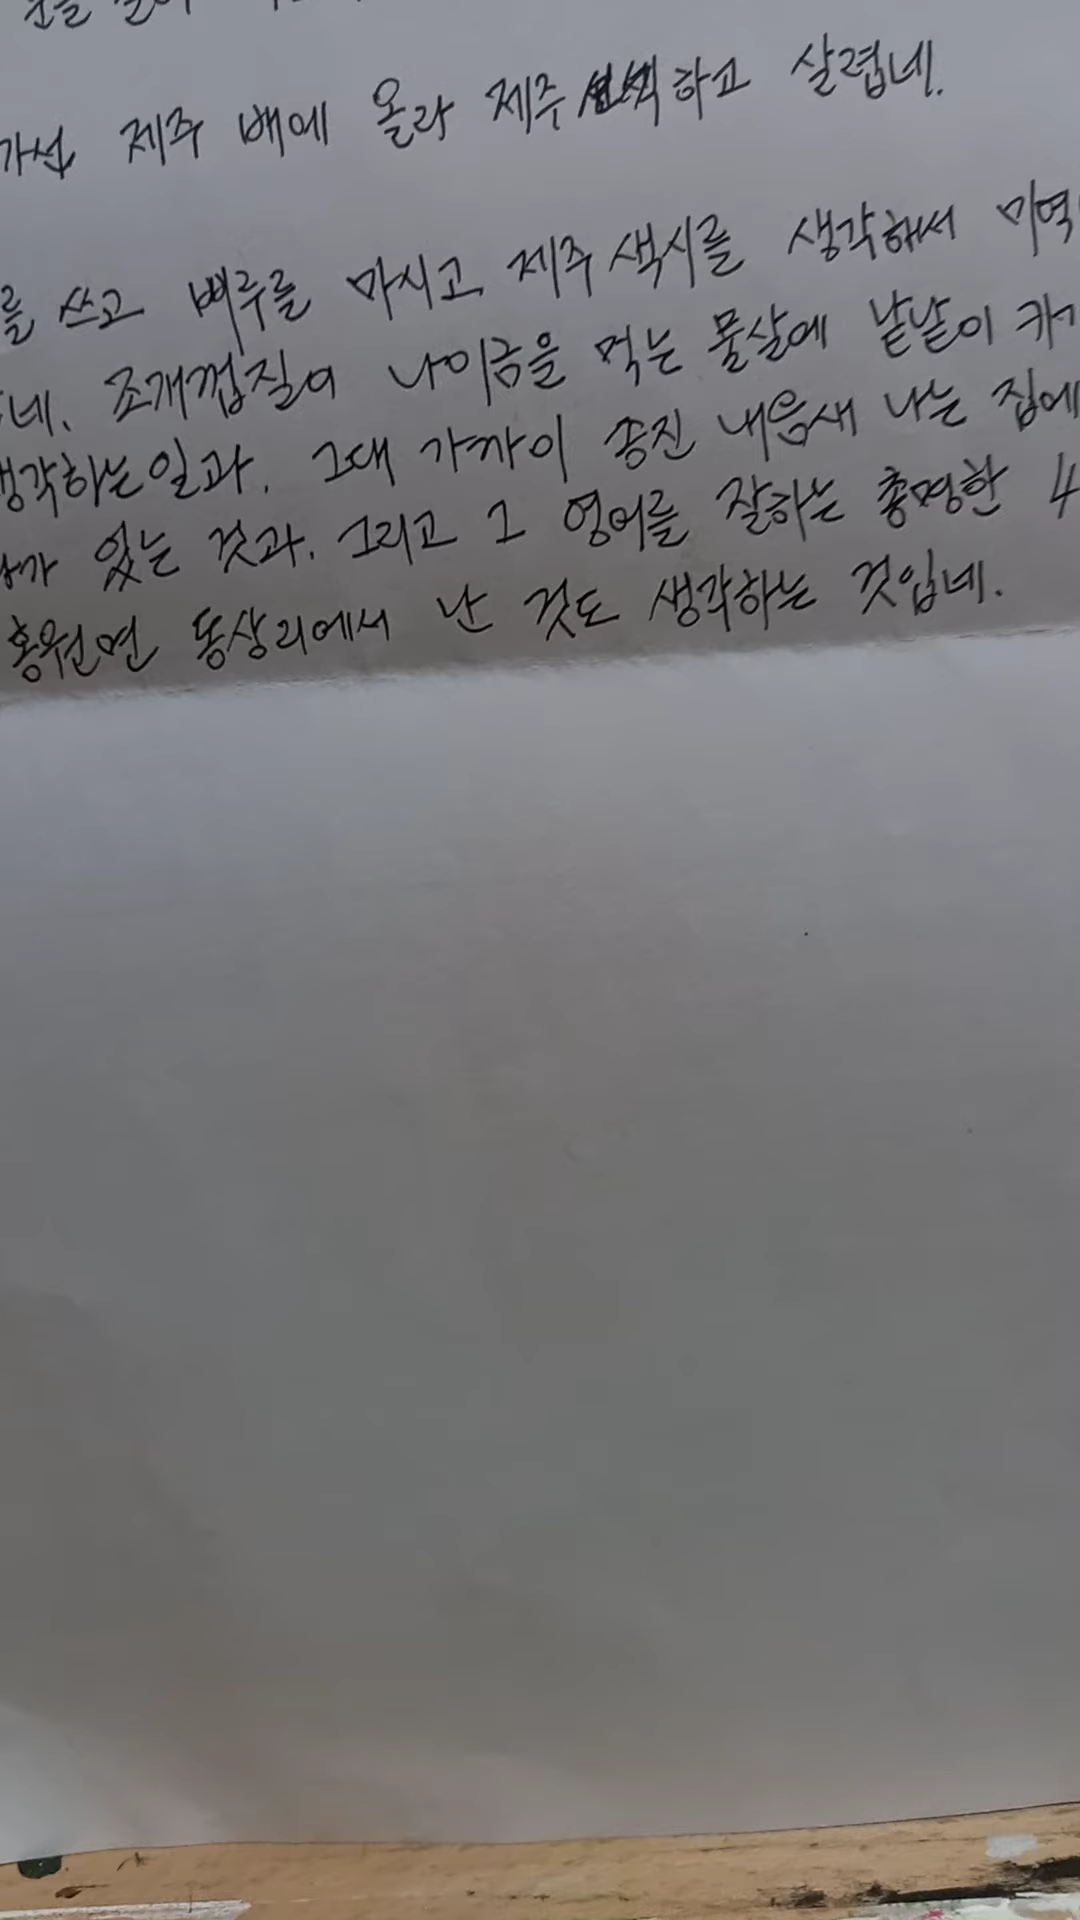 가선 제주 배에 올라 제주 색하고 살렵네.
를 쓰고 삐루를 마시고 제주 색시를 생각해서 미역
네. 조개껍질이 나이금을 먹는 물살에 낱낱이 카
생각하는일과. 그대 가까이 송진 내음새 나는 집에
가 있는 것과. 그리고 그 영어를 잘하는 총명한 4
홍원면 동상리에서 난 것도 생각하는 것입네.